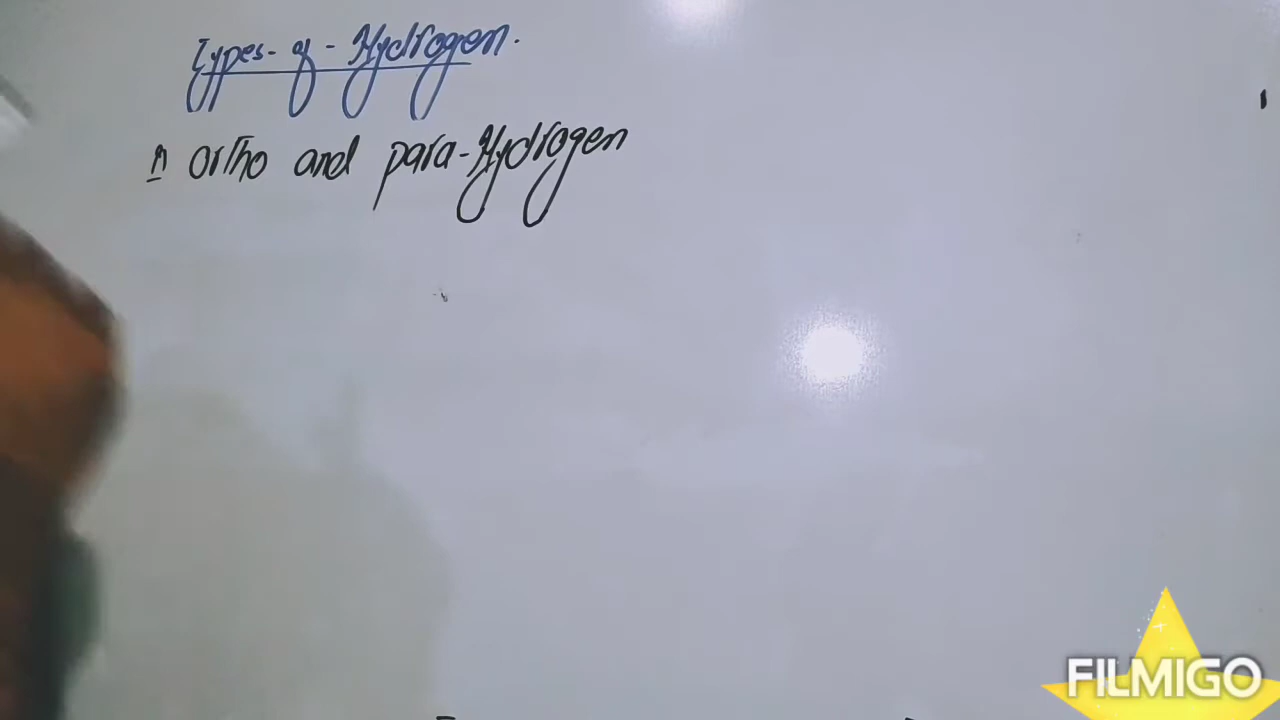 Types- of - Hydrogen.
1) ortho and para-Hydrogen
FILMIGO